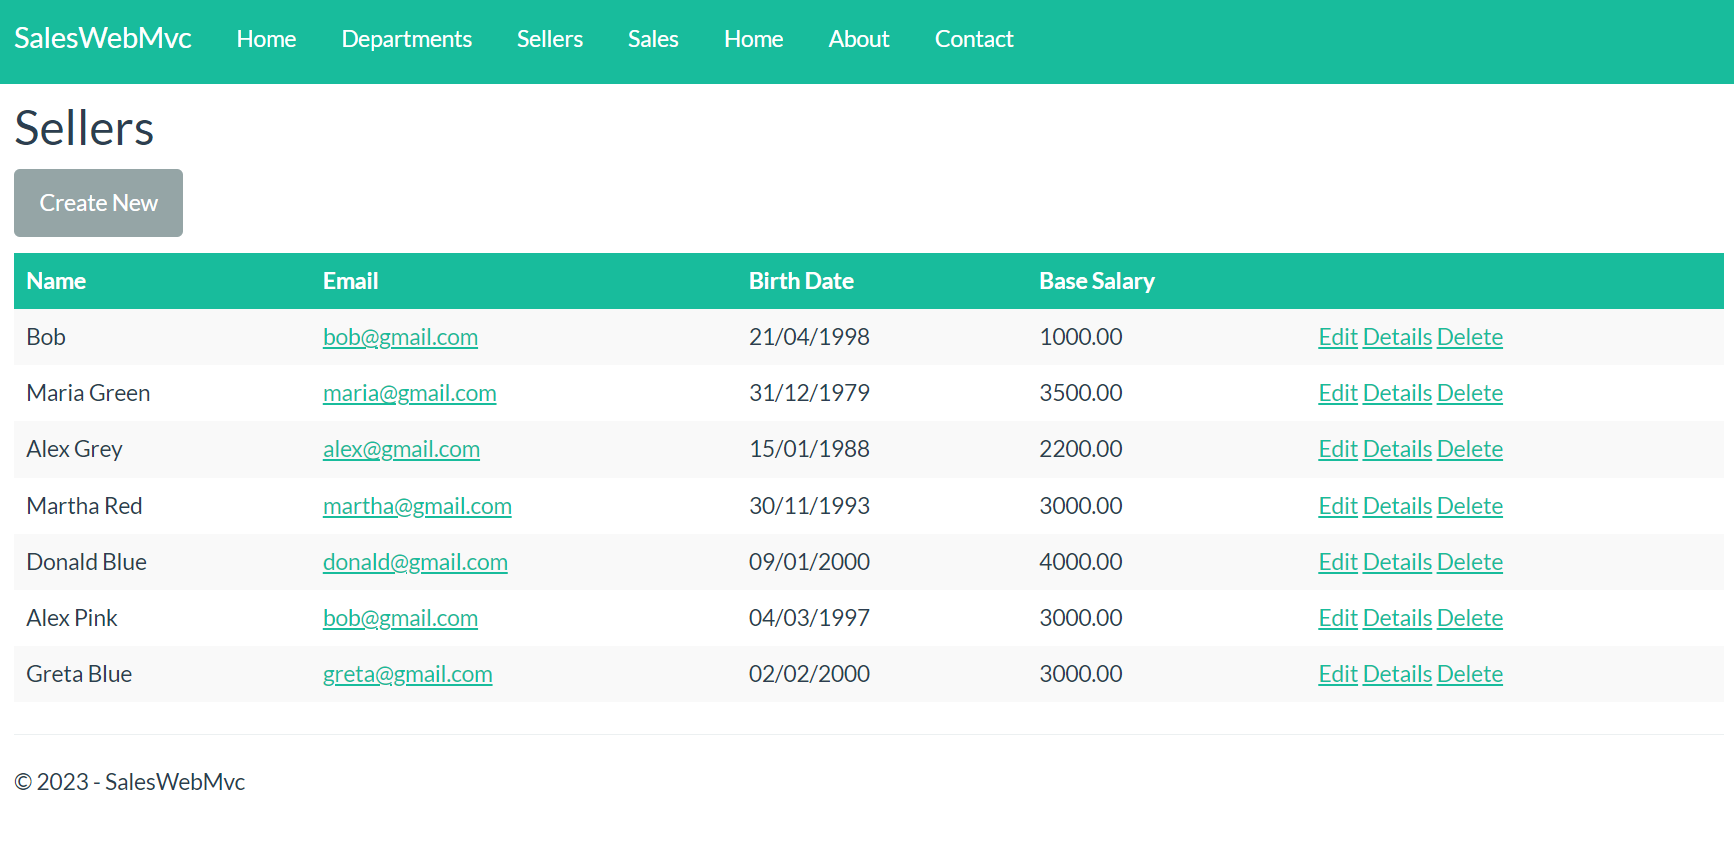 SalesWebMvc Home Departments Sellers Sales Home About Contact
Sellers
Create New
Name Email Birth Date Base Salary
Bob bob@gmail.com 21/04/1998 1000.00 Edit Details Delete
Maria Green maria@gmail.com 31/12/1979 3500.00 Edit Details Delete
Alex Grey alex@gmail.com 15/01/1988 2200.00 Edit Details Delete
Martha Red martha@gmail.com 30/11/1993 3000.00 Edit Details Delete
Donald Blue donald@gmail.com 09/01/2000 4000.00 Edit Details Delete
Alex Pink bob@gmail.com 04/03/1997 3000.00 Edit Details Delete
Greta Blue greta@gmail.com 02/02/2000 3000.00 Edit Details Delete
© 2023 - SalesWebMvc